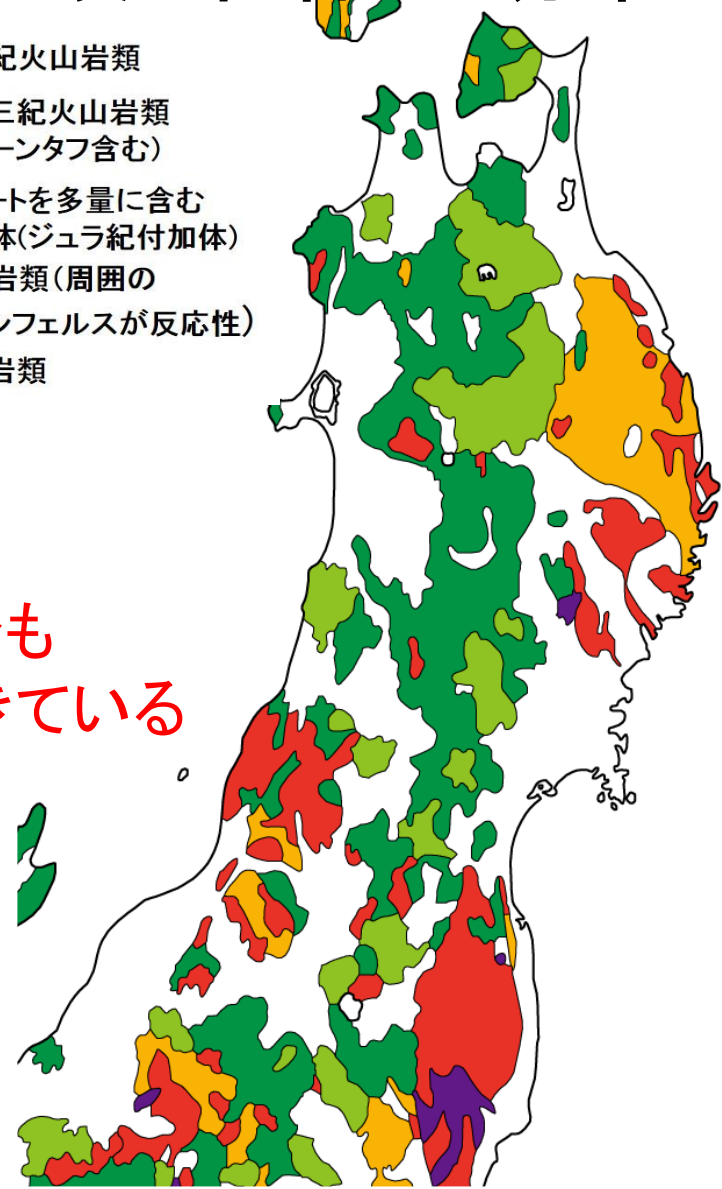 紀火山岩類
三紀火山岩類
ーンタフ含む）
ートを多量に含む
体(ジュラ紀付加体)
岩類（周囲の
ンフェルスが反応性）
岩類
も
きている